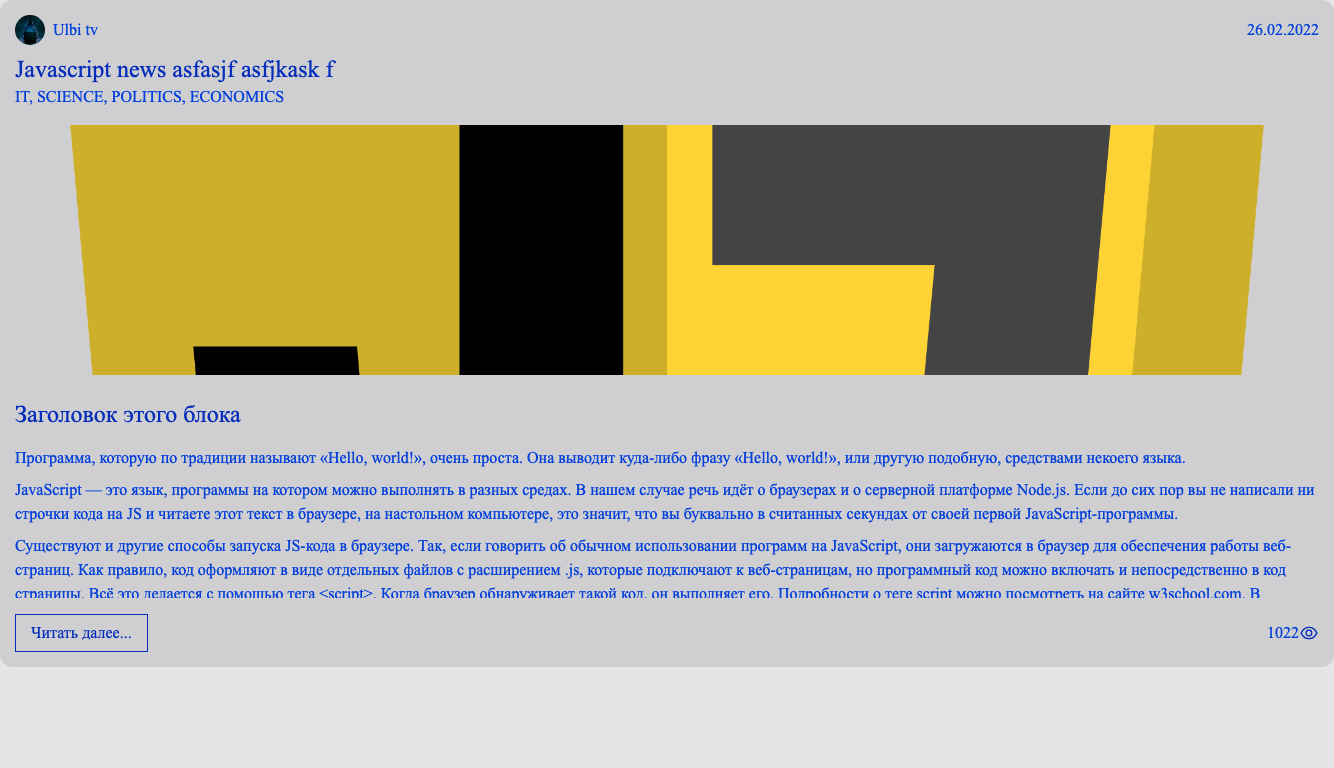 Ulbi tv
26.02.2022
Javascript news asfasjf asfjkask f
IT, SCIENCE, POLITICS, ECONOMICS
Заголовок этого блока
Программа, которую по традиции называют «Hello, world!», очень проста. Она выводит куда-либо фразу «Hello, world!», или другую подобную, средствами некоего языка.
JavaScript — это язык, программы на котором можно выполнять в разных средах. В нашем случае речь идёт о браузерах и о серверной платформе Node.js. Если до сих пор вы не написали ни
строчки кода на JS и читаете этот текст в браузере, на настольном компьютере, это значит, что вы буквально в считанных секундах от своей первой JavaScript-программы.
Существуют и другие способы запуска JS-кода в браузере. Так, если говорить об обычном использовании программ на JavaScript, они загружаются в браузер для обеспечения работы веб-
страниц. Как правило, код оформляют в виде отдельных файлов с расширением .js, которые подключают к веб-страницам, но программный код можно включать и непосредственно в код
страницы. Всё это делается с помощью тега <script>. Когда браузер обнаруживает такой код, он выполняет его. Подробности о теге script можно посмотреть на сайте w3school.com. В
Читать далее...
1022